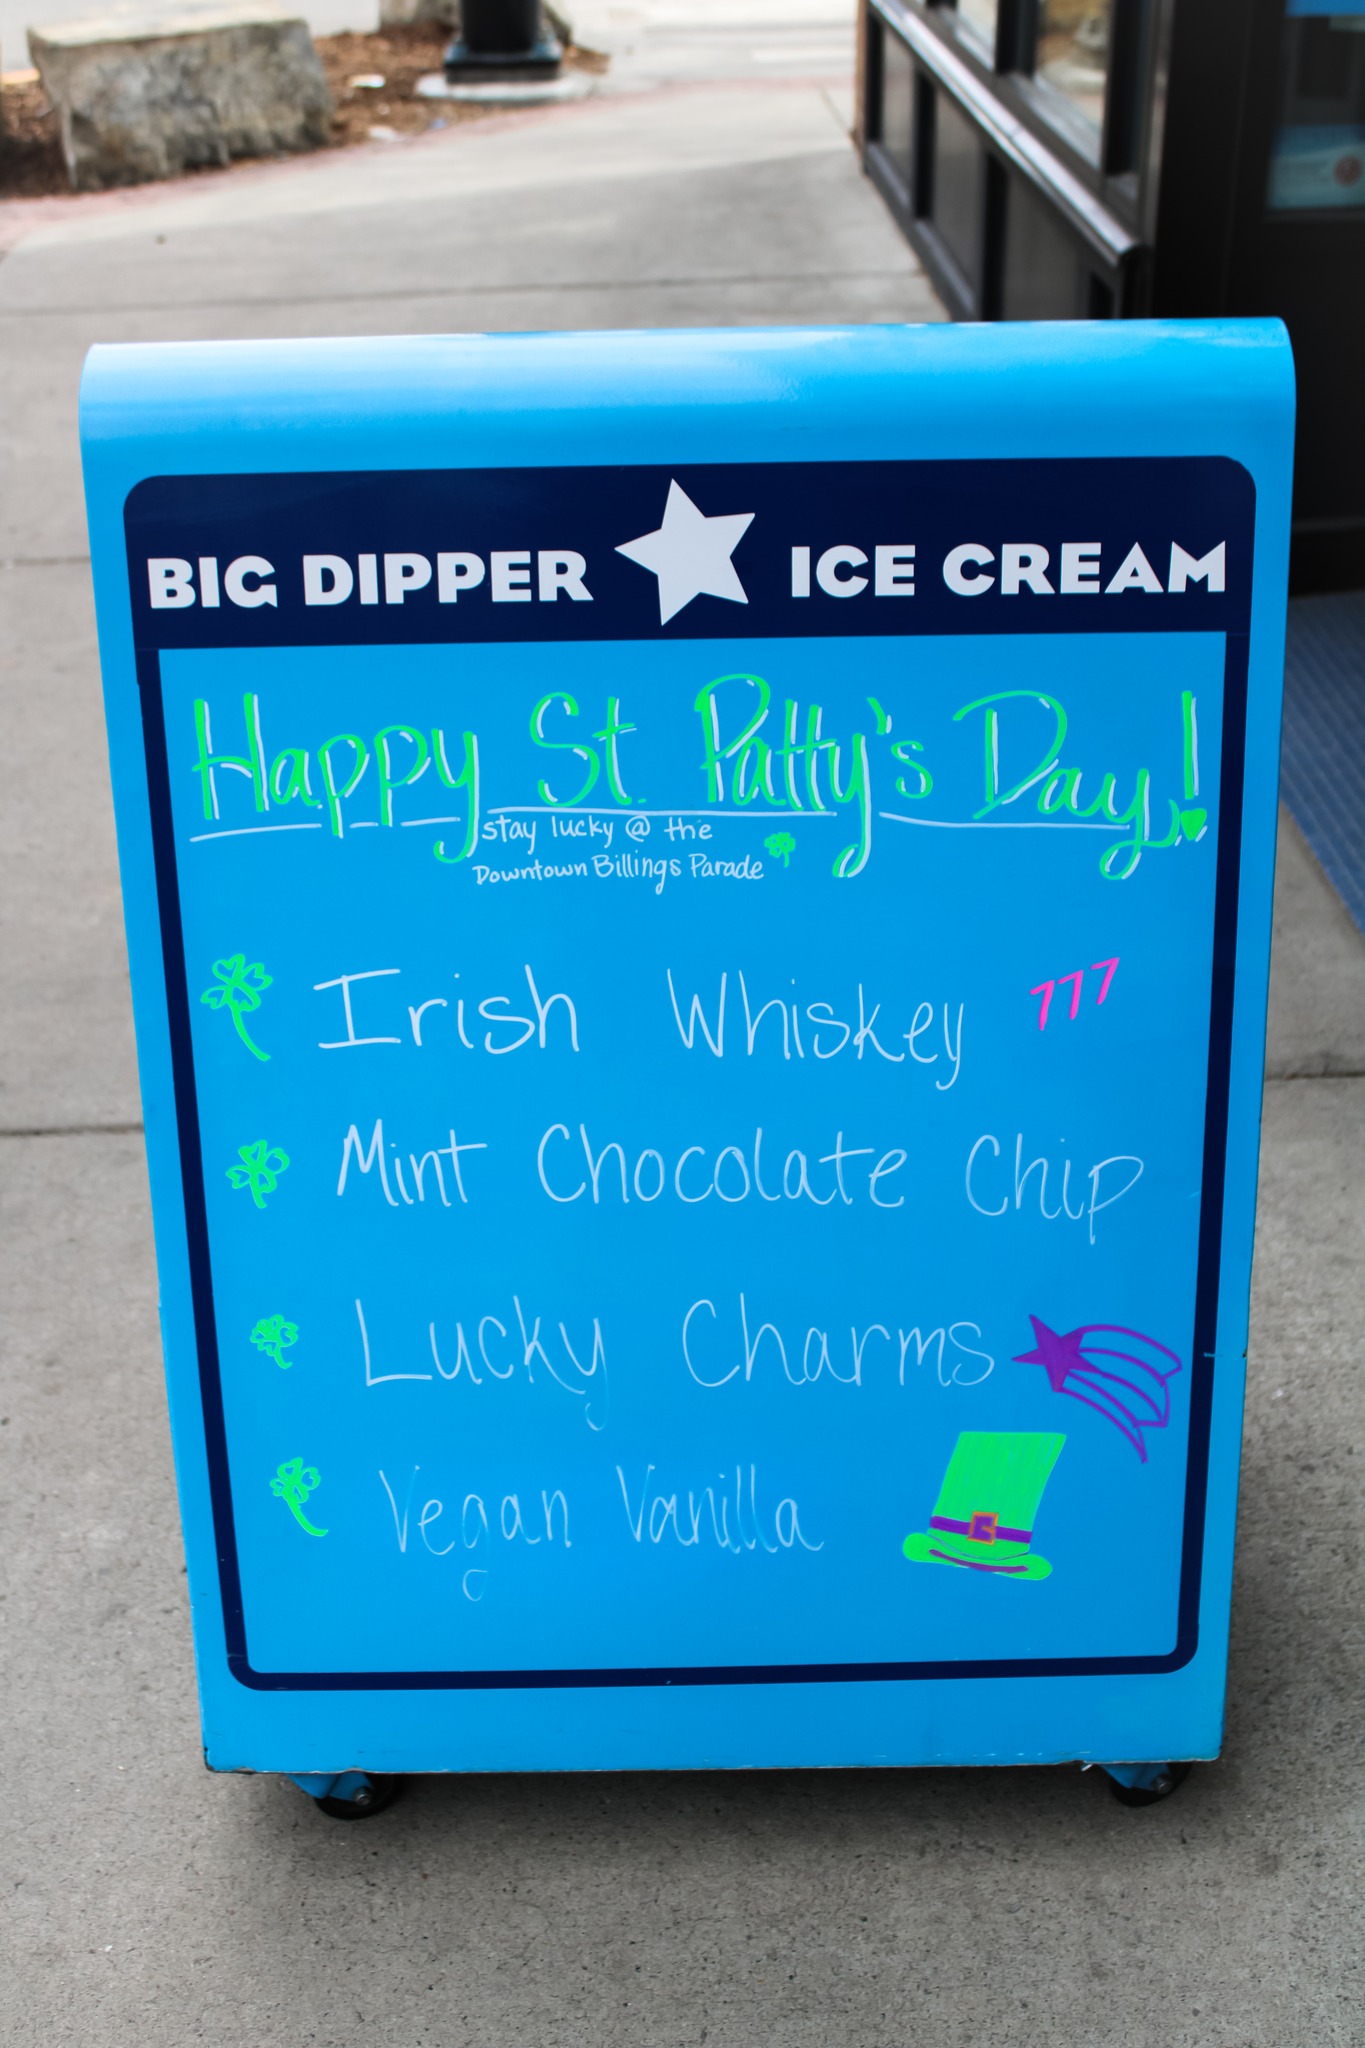 BIG DIPPER ICE CREAM
Happy St. Patty's Day!
stay lucky @ the
Downtown Billings Parade
Irish Whiskey 777
Mint Chocolate Chip
Lucky Charms
Vegan Vanilla